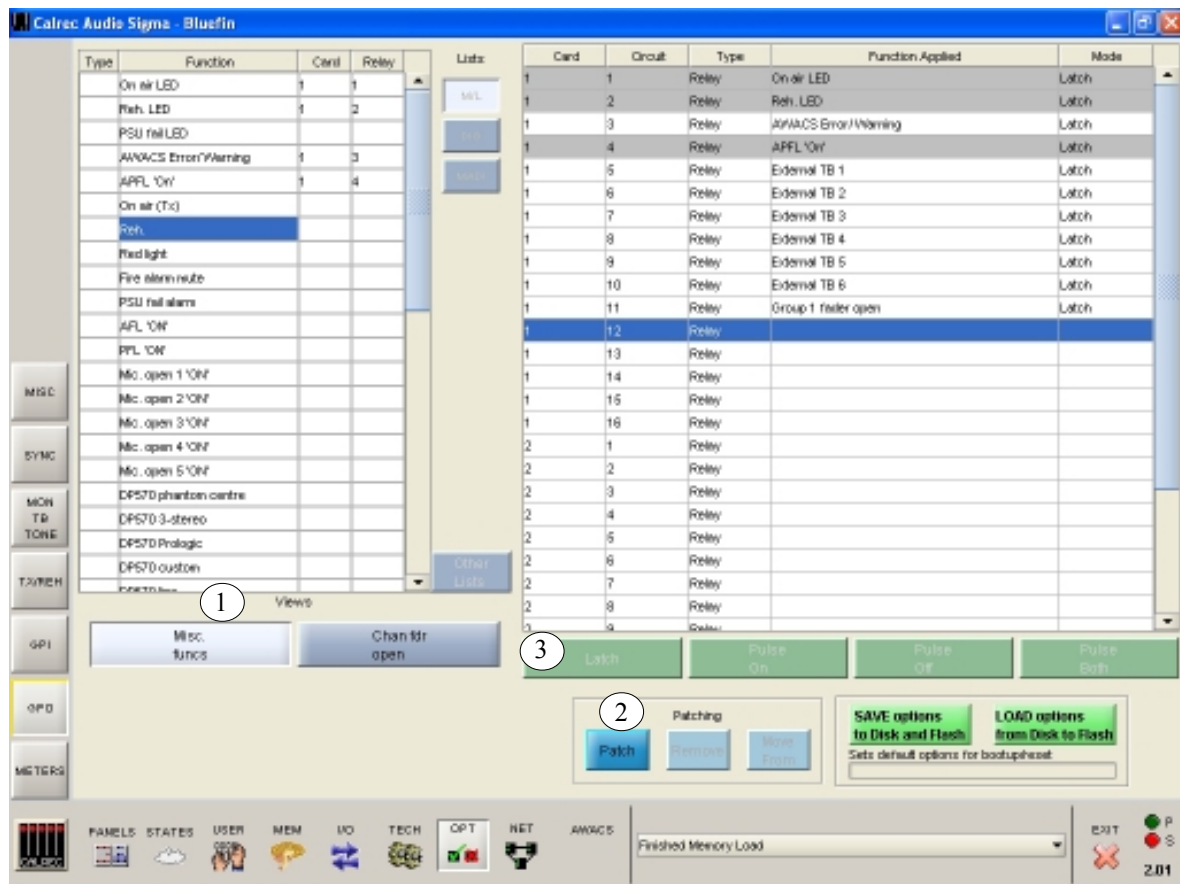 Calrec Audio Sigma - Bluefin
Type Function Card Relay
On air LED 1 1
Reh. LED 1 2
PSU fail LED
AWACS Error/Warning 1 3
APFL 'On' 1 4
On air (Tx)
Reh.
Red light
Fire alarm mute
PSU fail alarm
AFL 'ON'
PFL 'ON'
Mic. open 1 'ON'
Mic. open 2 'ON'
Mic. open 3 'ON'
Mic. open 4 'ON'
Mic. open 5 'ON'
DP570 phantom centre
DP570 3-stereo
DP570 Prologic
DP570 custom
Lists:
M/L
Other
Lists
Card Circuit Type Function Applied Mode
1 1 Relay On air LED Latch
1 2 Relay Reh. LED Latch
1 3 Relay AWACS Error/Warning Latch
1 4 Relay APFL 'On' Latch
1 5 Relay External TB 1 Latch
1 6 Relay External TB 2 Latch
1 7 Relay External TB 3 Latch
1 8 Relay External TB 4 Latch
1 9 Relay External TB 5 Latch
1 10 Relay External TB 6 Latch
1 11 Relay Group 1 fader open Latch
1 12 Relay
1 13 Relay
1 14 Relay
1 15 Relay
1 16 Relay
2 1 Relay
2 2 Relay
2 3 Relay
2 4 Relay
2 5 Relay
2 6 Relay
2 7 Relay
2 8 Relay
2 9 Relay
MISC
SYNC
MON
TB
TONE
TX/REH
GPI
GPO
METERS
1
Views
Misc.
funcs
Chan fdr
open
3
Latch
Pulse
On
Pulse
Off
Pulse
Both
2
Patching
Patch
Remove
Move
From
SAVE options
to Disk and Flash
LOAD options
from Disk to Flash
Sets default options for bootup/reset
CALREC
PANELS STATES USER MEM I/O TECH OPT NET AWACS
Finished Memory Load
EXIT
P
S
2.01